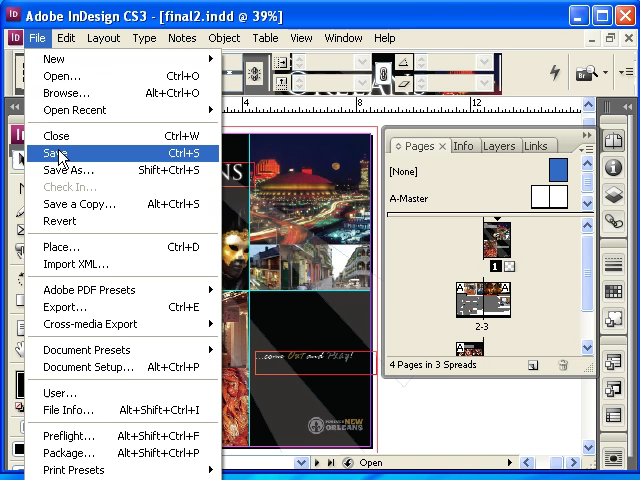 Adobe InDesign CS3 - [final2.indd @ 39%]
File Edit Layout Type Notes Object Table View Window Help
New
Open... Ctrl+O
Browse... Alt+Ctrl+O
Open Recent
Close Ctrl+W
Save Ctrl+S
Save As... Shift+Ctrl+S
Check In...
Save a Copy... Alt+Ctrl+S
Revert
Place... Ctrl+D
Import XML...
Adobe PDF Presets
Export... Ctrl+E
Cross-media Export
Document Presets
Document Setup... Alt+Ctrl+P
User...
File Info... Alt+Shift+Ctrl+I
Preflight... Alt+Shift+Ctrl+F
Package... Alt+Shift+Ctrl+P
Print Presets
4 8 12
NS
...come Out and Play!
NEW
ORLEANS
Pages Info Layers Links
[None]
A-Master
1
A A
2-3
A
4 Pages in 3 Spreads
Open
Br